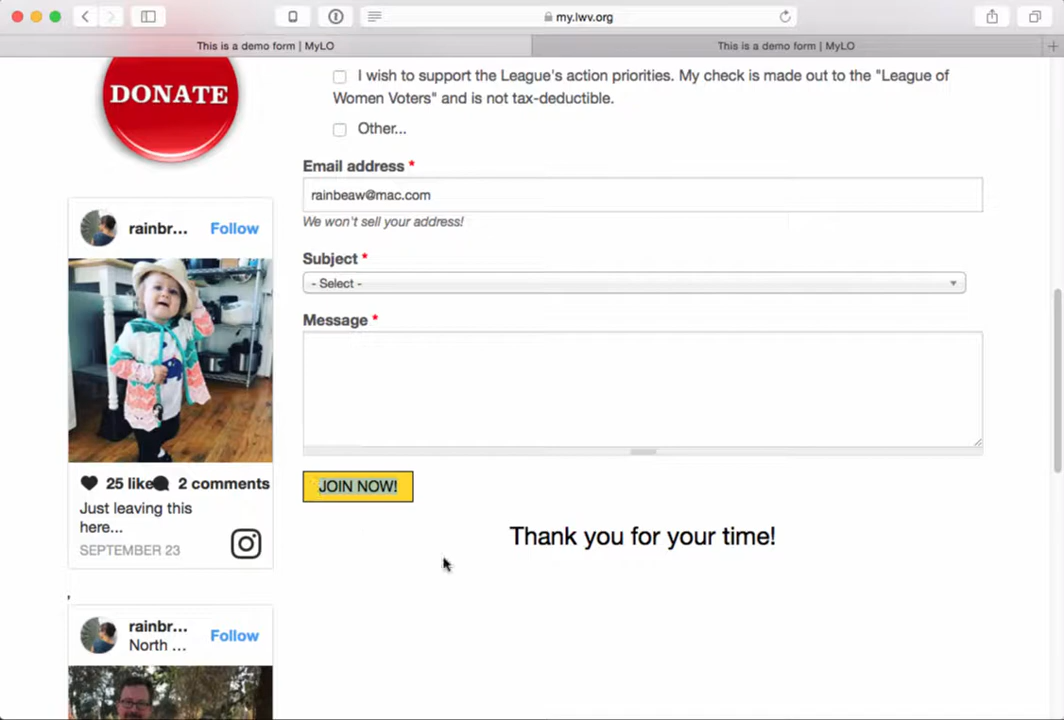 my.lwv.org
This is a demo form | MyLO
This is a demo form | MyLO
DONATE
I wish to support the League's action priorities. My check is made out to the "League of
Women Voters" and is not tax-deductible.
Other...
Email address *
rainbeaw@mac.com
We won't sell your address!
Subject *
- Select -
Message *
JOIN NOW!
Thank you for your time!
rainbr... Follow
25 like 2 comments
Just leaving this
here...
SEPTEMBER 23
,
rainbr... Follow
North ...